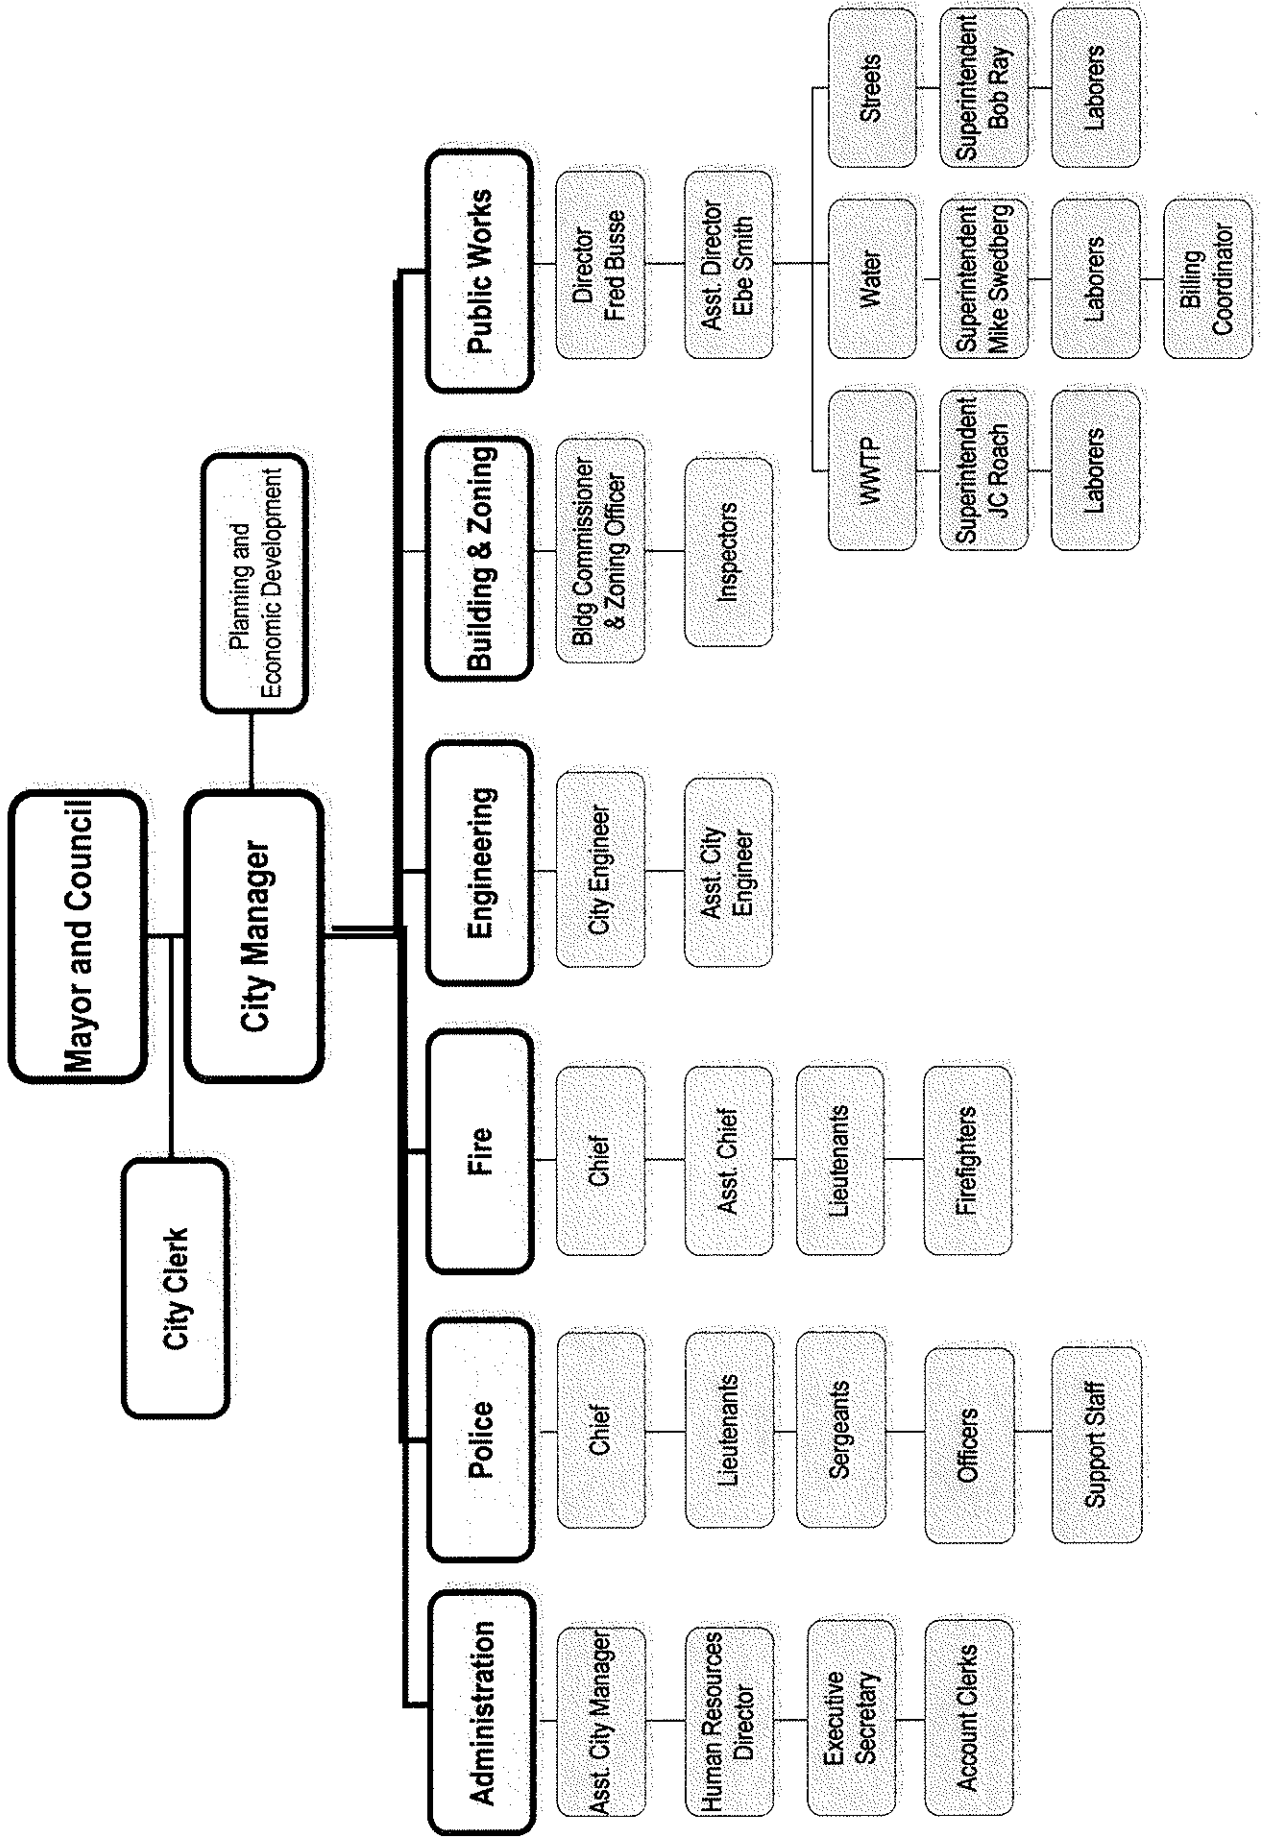 Mayor and Council
City Clerk
City Manager
Planning and
Economic Development
Administration
Asst. City Manager
Human Resources
Director
Executive
Secretary
Account Clerks
Police
Chief
Lieutenants
Sergeants
Officers
Support Staff
Fire
Chief
Asst. Chief
Lieutenants
Firefighters
Engineering
City Engineer
Asst. City
Engineer
Building & Zoning
Bldg Commissioner
& Zoning Officer
Inspectors
Public Works
Director
Fred Busse
Asst. Director
Ebe Smith
WWTP
Superintendent
JC Roach
Laborers
Water
Superintendent
Mike Swedberg
Laborers
Billing
Coordinator
Streets
Superintendent
Bob Ray
Laborers